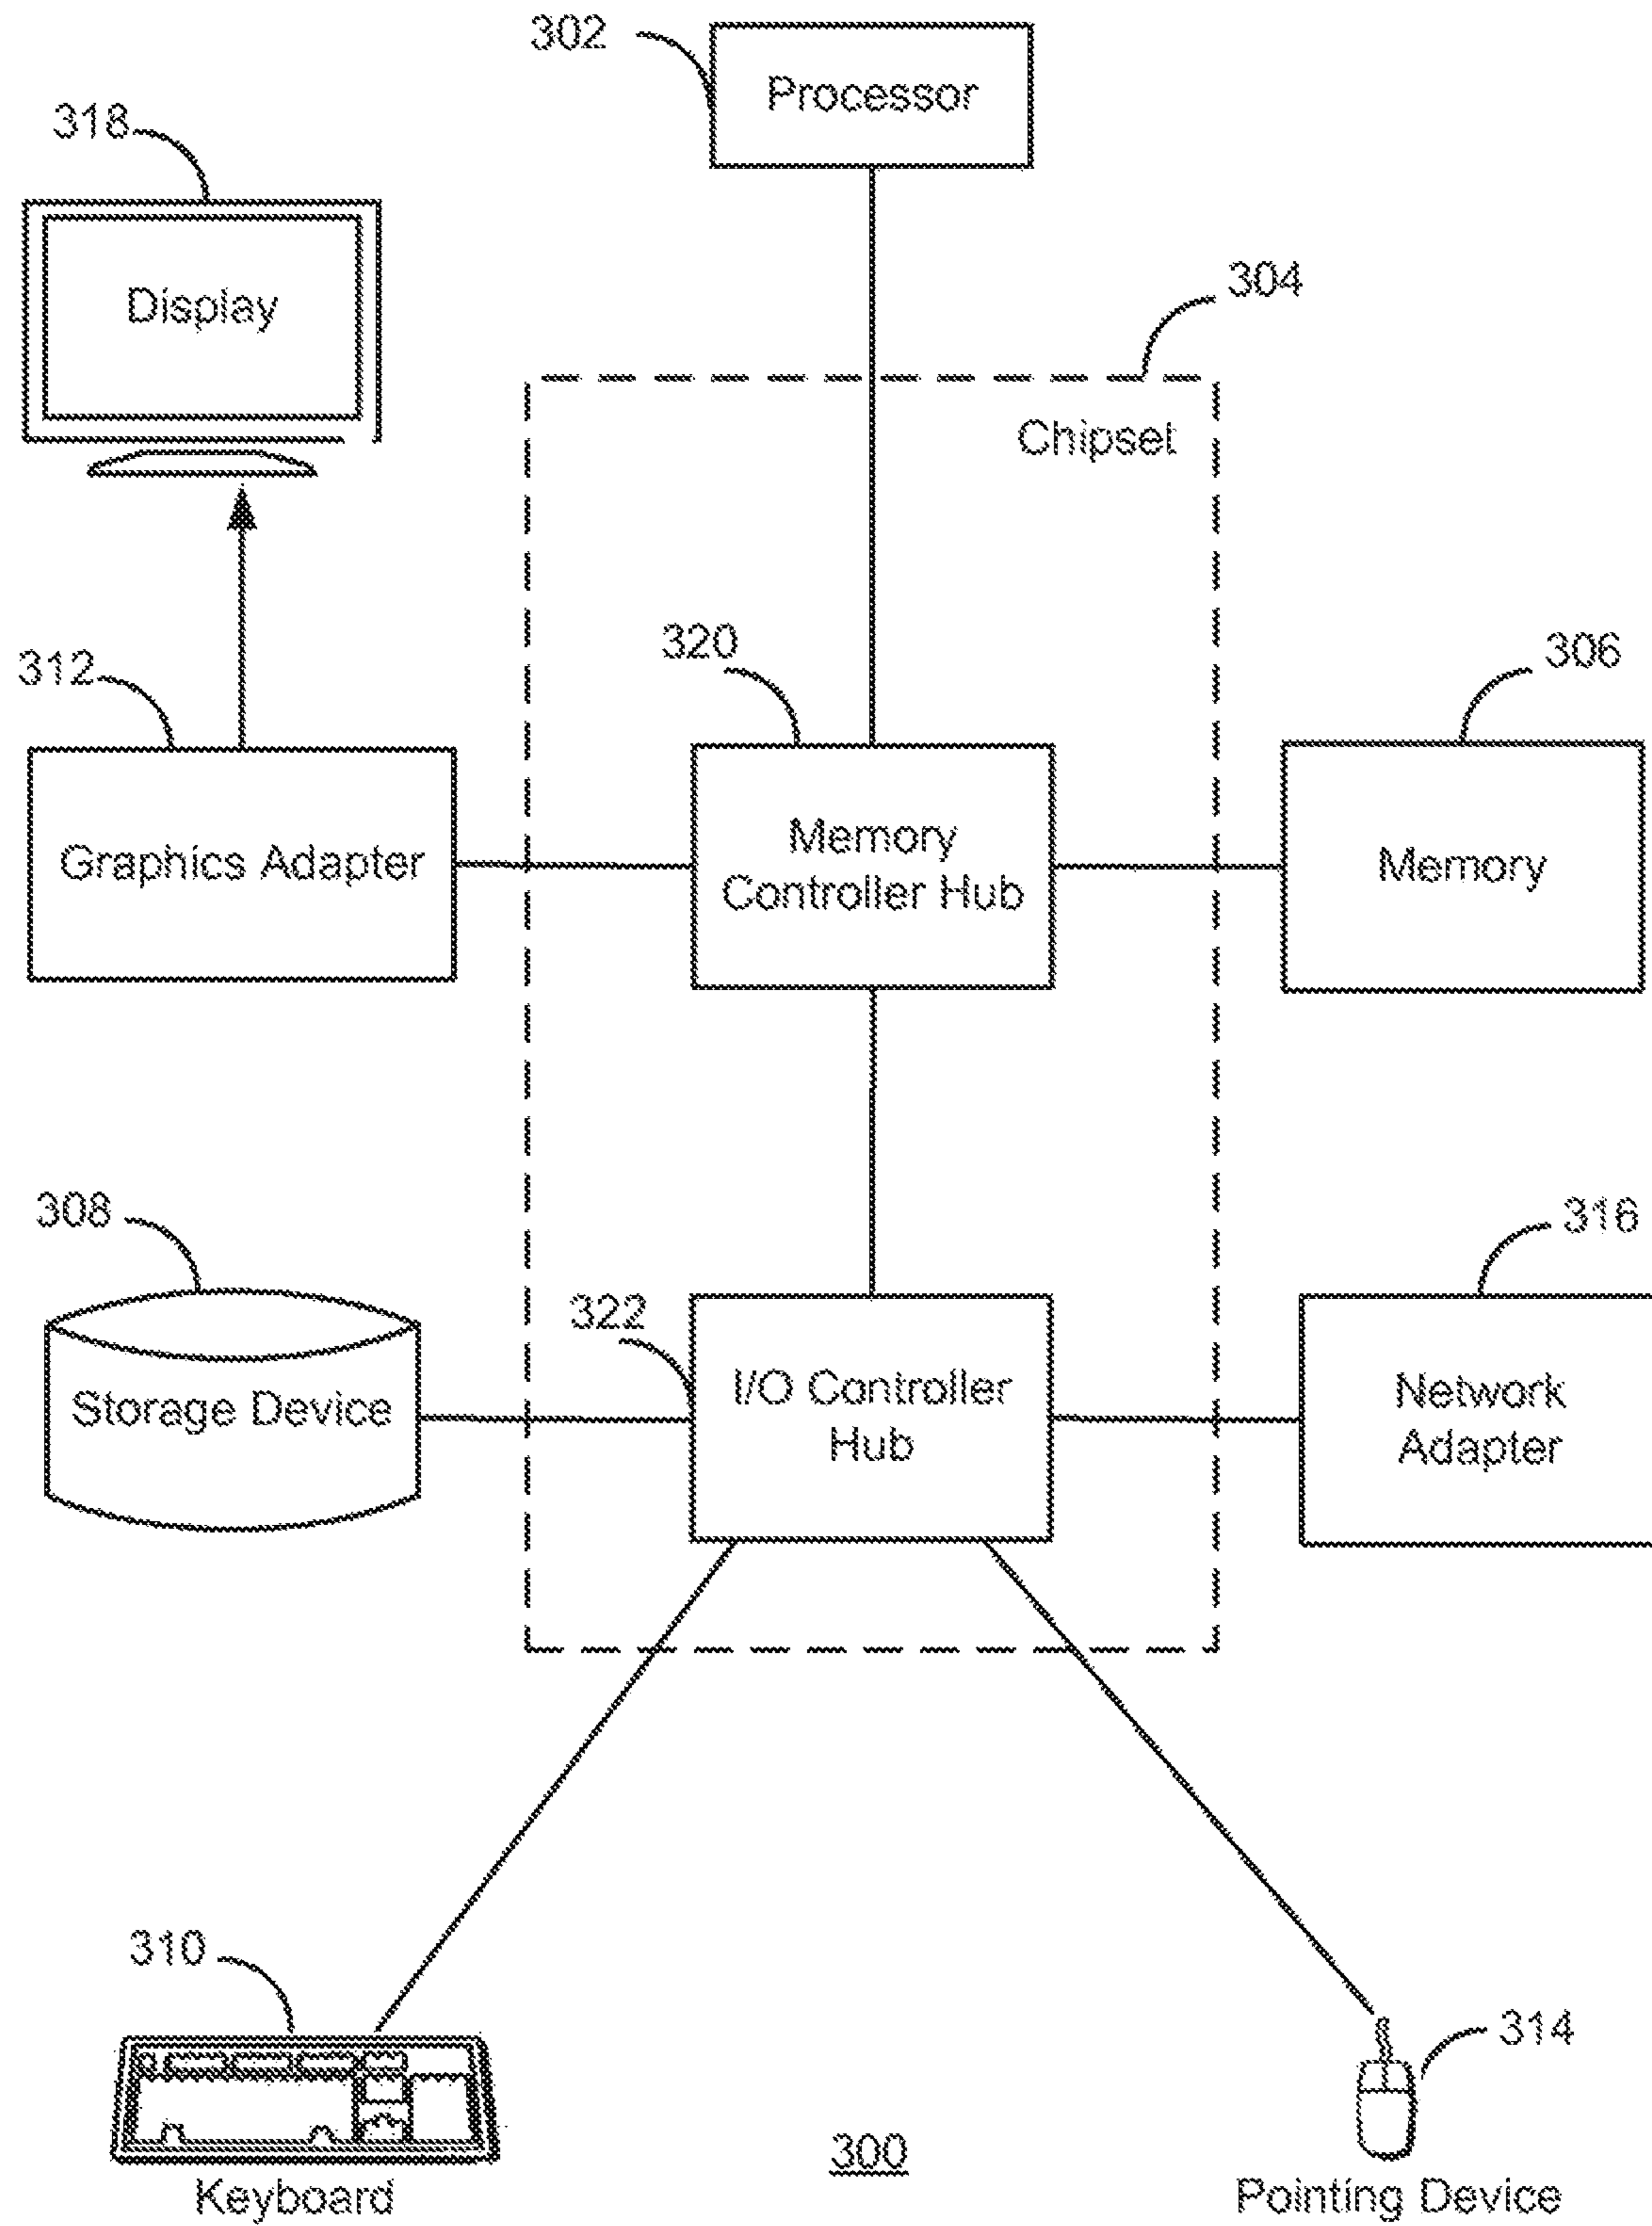 302
Processor
318
Display
304
Chipset
312
320
306
Graphics Adapter
Memory
Controller Hub
Memory
308
322
316
Storage Device
I/O Controller
Hub
Network
Adapter
310
314
300
Keyboard
Pointing Device